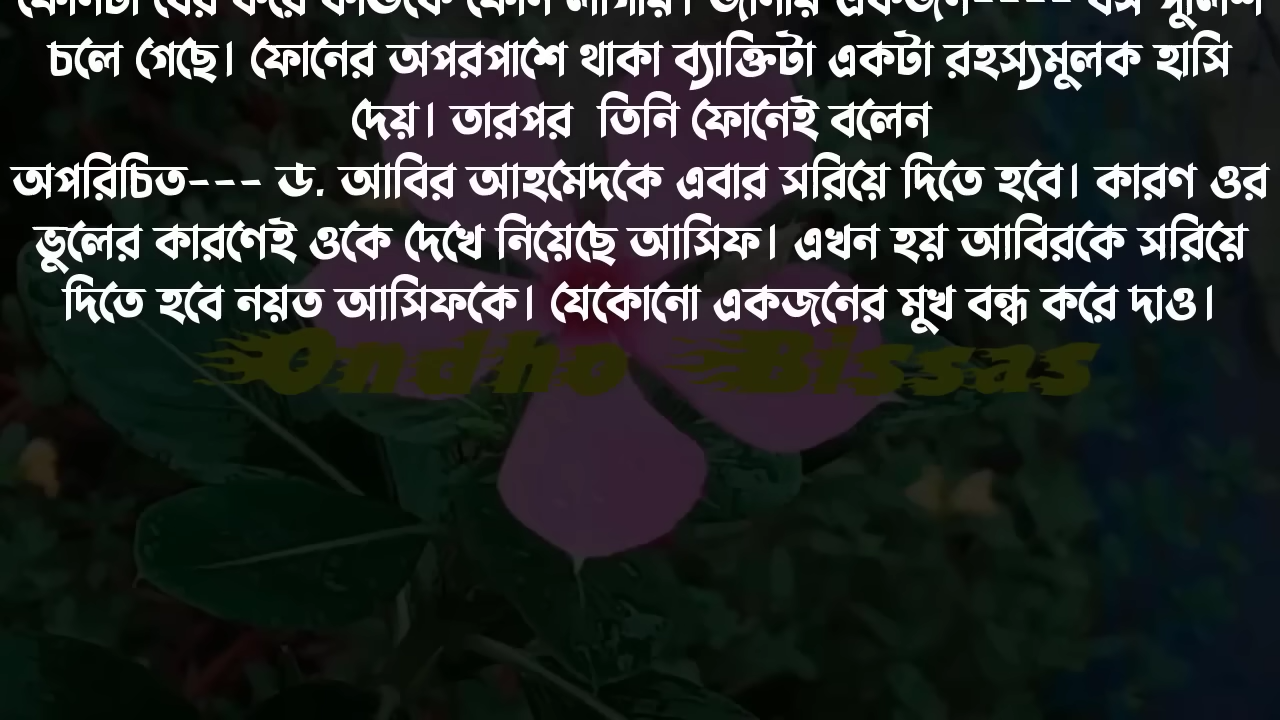 চলে গেছে। ফোনের অপরপাশে থাকা ব্যাক্তিটা একটা রহস্যমুলক হাসি
দেয়। তারপর তিনি ফোনেই বলেন
অপরিচিত--- ড. আবির আহমেদকে এবার সরিয়ে দিতে হবে। কারণ ওর
ভুলের কারণেই ওকে দেখে নিয়েছে আসিফ। এখন হয় আবিরকে সরিয়ে
দিতে হবে নয়ত আসিফকে। যেকোনো একজনের মুখ বন্ধ করে দাও।
Ondho Bissas